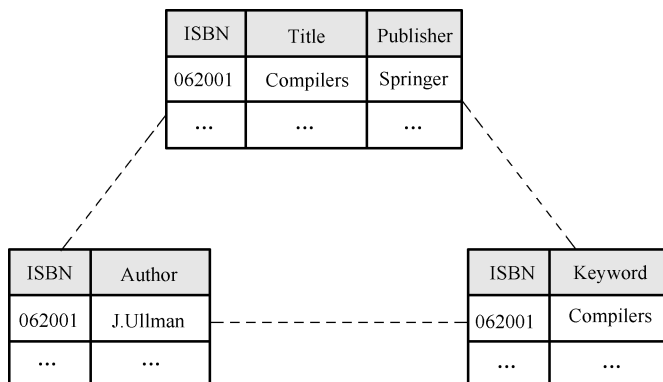 ISBN Title Publisher
062001 Compilers Springer
... ... ...
ISBN Author
062001 J.Ullman
... ...
ISBN Keyword
062001 Compilers
... ...